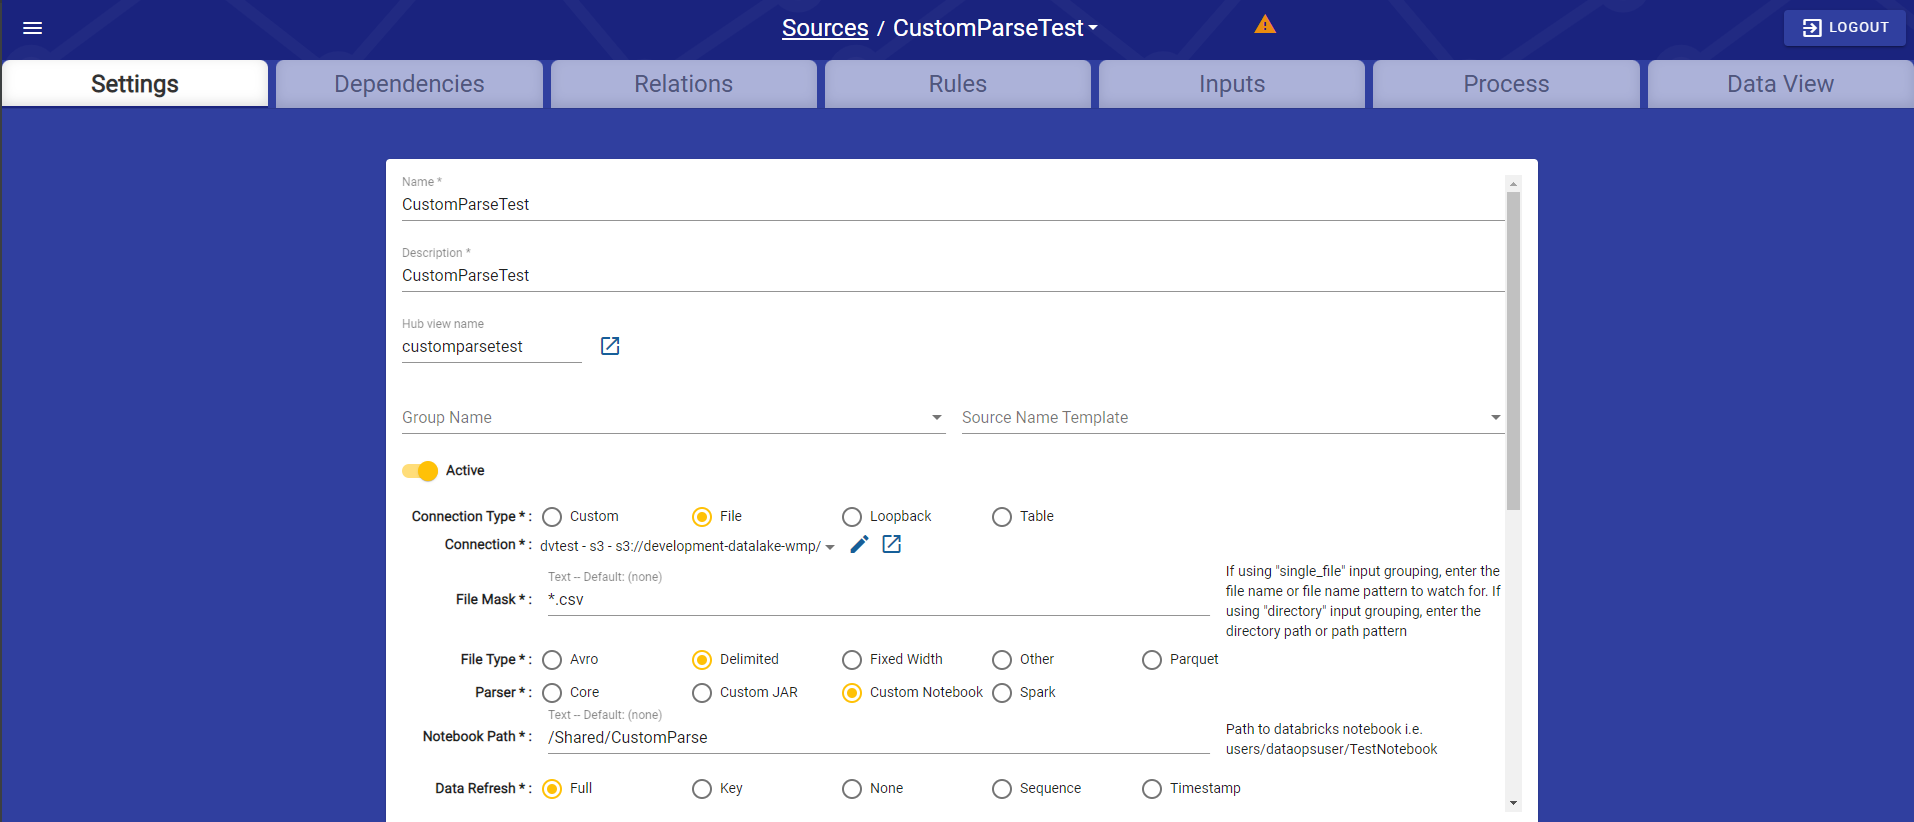 Sources / CustomParseTest
LOGOUT
Settings
Dependencies
Relations
Rules
Inputs
Process
Data View
Name *
CustomParseTest
Description *
CustomParseTest
Hub view name
customparsetest
Group Name
Source Name Template
Active
Connection Type * : Custom File Loopback Table
Connection * : dvtest - s3 - s3://development-datalake-wmp/
Text -- Default: (none)
File Mask * : *.csv
If using "single_file" input grouping, enter the
file name or file name pattern to watch for. If
using "directory" input grouping, enter the
directory path or path pattern
File Type * : Avro Delimited Fixed Width Other Parquet
Parser * : Core Custom JAR Custom Notebook Spark
Text -- Default: (none)
Notebook Path * : /Shared/CustomParse
Path to databricks notebook i.e.
users/dataopsuser/TestNotebook
Data Refresh * : Full Key None Sequence Timestamp